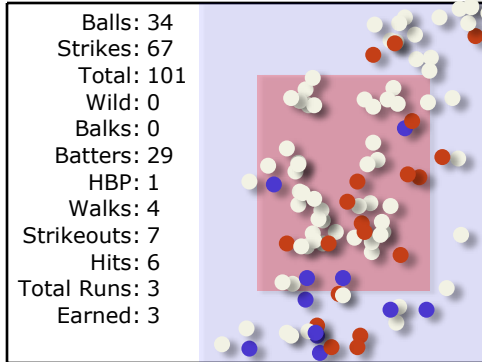 Balls: 34
Strikes: 67
Total: 101
Wild: 0
Balks: 0
Batters: 29
HBP: 1
Walks: 4
Strikeouts: 7
Hits: 6
Total Runs: 3
Earned: 3